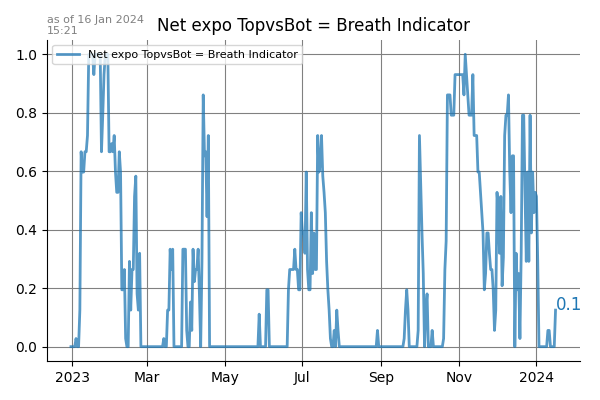 as of 16 Jan 2024
15:21
Net expo TopvsBot = Breath Indicator
Net expo TopvsBot = Breath Indicator
1.0
0.8
0.6
0.4
0.2
0.0
0.1
2023 Mar May Jul Sep Nov 2024